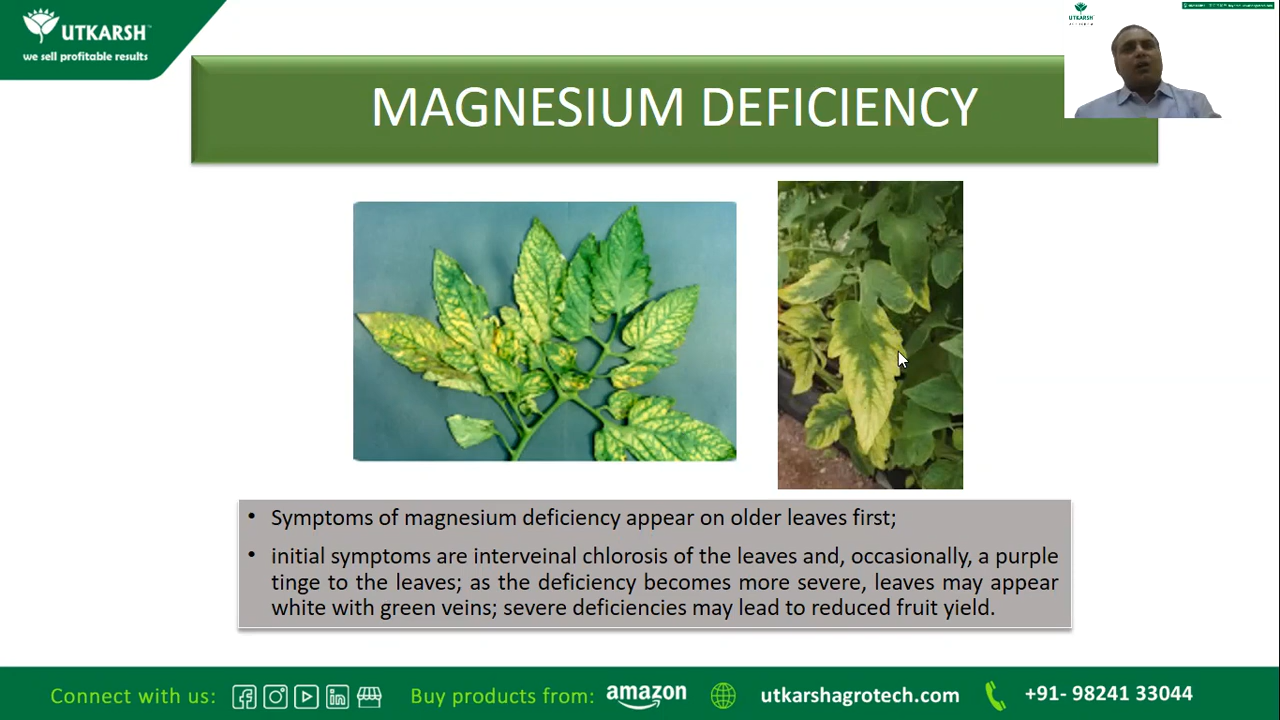 UTKARSH
we sell profitable results
UTKARSH
MAGNESIUM DEFICIENCY
• Symptoms of magnesium deficiency appear on older leaves first;
• initial symptoms are interveinal chlorosis of the leaves and, occasionally, a purple
tinge to the leaves; as the deficiency becomes more severe, leaves may appear
white with green veins; severe deficiencies may lead to reduced fruit yield.
Connect with us:
Buy products from: amazon
utkarshagrotech.com
+91- 98241 33044